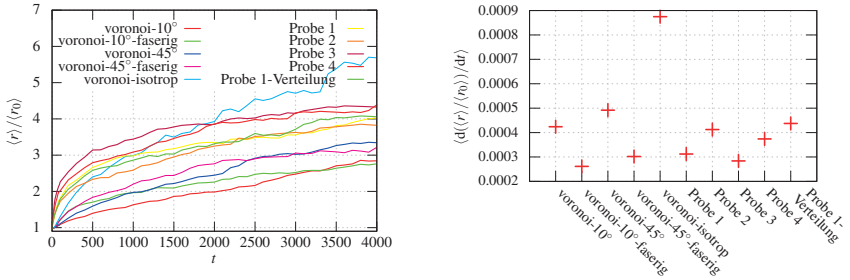 7
6
5
4
3
2
1
⟨r⟩/⟨r₀⟩
voronoi-10°
voronoi-10°-faserig
voronoi-45°
voronoi-45°-faserig
voronoi-isotrop
Probe 1
Probe 2
Probe 3
Probe 4
Probe 1-Verteilung
0 500 1000 1500 2000 2500 3000 3500 4000
t
0.0009
0.0008
0.0007
0.0006
0.0005
0.0004
0.0003
0.0002
⟨d(⟨r⟩/⟨r₀⟩)/dt⟩
voronoi-10°
voronoi-10°-faserig
voronoi-45°
voronoi-45°-faserig
voronoi-isotrop
Probe 1
Probe 2
Probe 3
Probe 4
Probe 1-
Verteilung